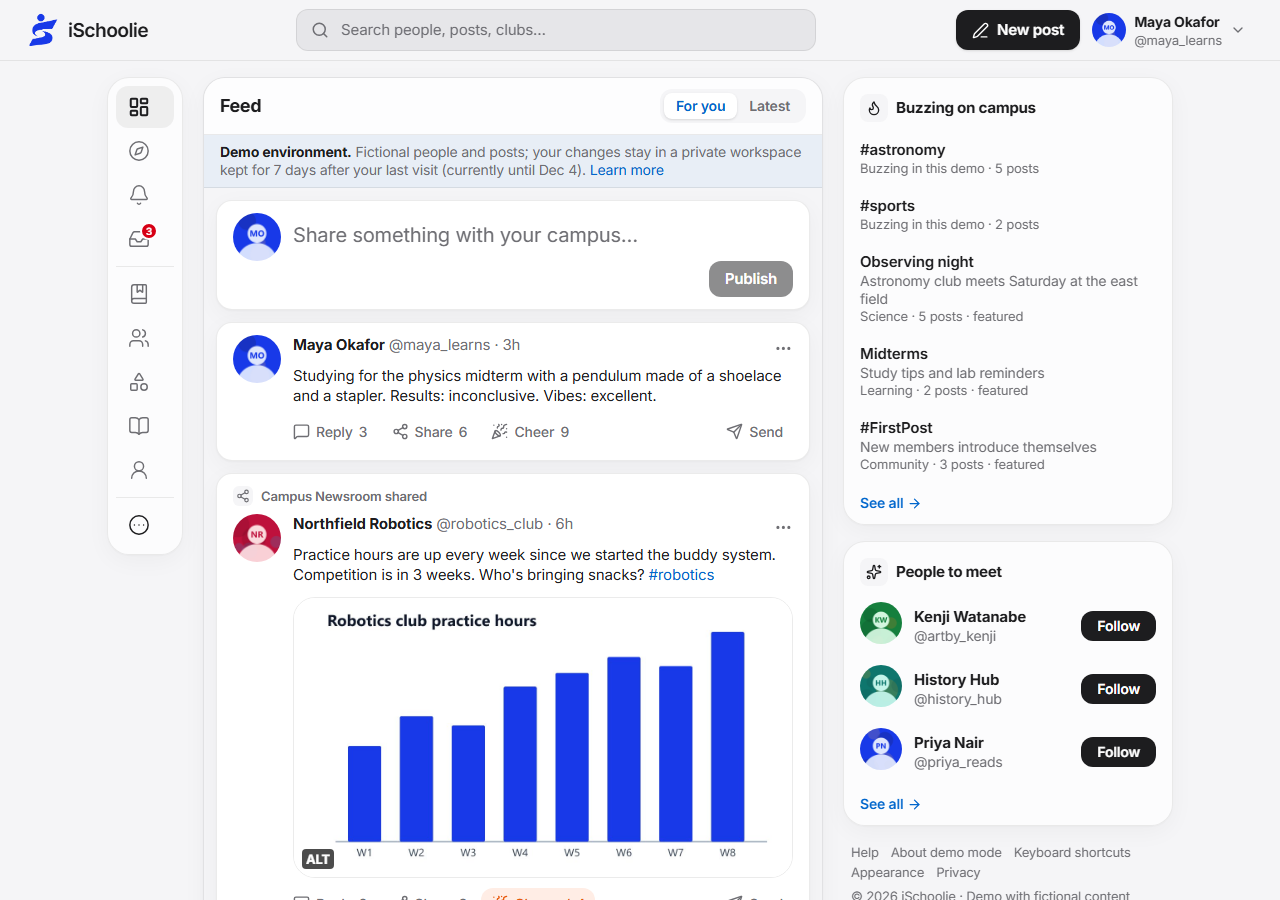 iSchoolie
Search people, posts, clubs...
New post
MO
Maya Okafor
@maya_learns
3
Feed
For you
Latest
Demo environment. Fictional people and posts; your changes stay in a private workspace
kept for 7 days after your last visit (currently until Dec 4). Learn more
MO
Share something with your campus...
Publish
MO
Maya Okafor @maya_learns · 3h
Studying for the physics midterm with a pendulum made of a shoelace
and a stapler. Results: inconclusive. Vibes: excellent.
Reply 3
Share 6
Cheer 9
Send
Campus Newsroom shared
NR
Northfield Robotics @robotics_club · 6h
Practice hours are up every week since we started the buddy system.
Competition is in 3 weeks. Who's bringing snacks? #robotics
Robotics club practice hours
W1 W2 W3 W4 W5 W6 W7 W8
ALT
Buzzing on campus
#astronomy
Buzzing in this demo · 5 posts
#sports
Buzzing in this demo · 2 posts
Observing night
Astronomy club meets Saturday at the east
field
Science · 5 posts · featured
Midterms
Study tips and lab reminders
Learning · 2 posts · featured
#FirstPost
New members introduce themselves
Community · 3 posts · featured
See all →
People to meet
KW
Kenji Watanabe
@artby_kenji
Follow
HH
History Hub
@history_hub
Follow
PN
Priya Nair
@priya_reads
Follow
See all →
Help About demo mode Keyboard shortcuts
Appearance Privacy
© 2026 iSchoolie · Demo with fictional content